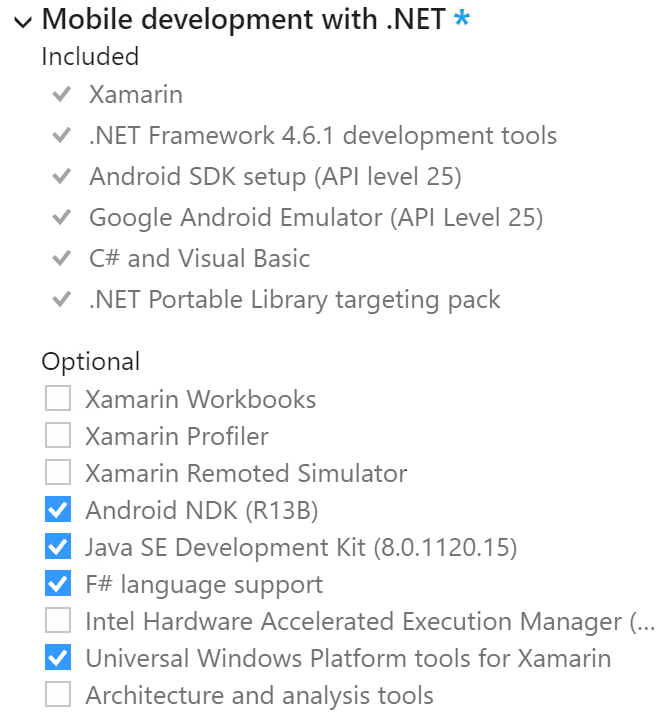 Mobile development with .NET *
Included
Xamarin
.NET Framework 4.6.1 development tools
Android SDK setup (API level 25)
Google Android Emulator (API Level 25)
C# and Visual Basic
.NET Portable Library targeting pack
Optional
Xamarin Workbooks
Xamarin Profiler
Xamarin Remoted Simulator
Android NDK (R13B)
Java SE Development Kit (8.0.1120.15)
F# language support
Intel Hardware Accelerated Execution Manager (...
Universal Windows Platform tools for Xamarin
Architecture and analysis tools